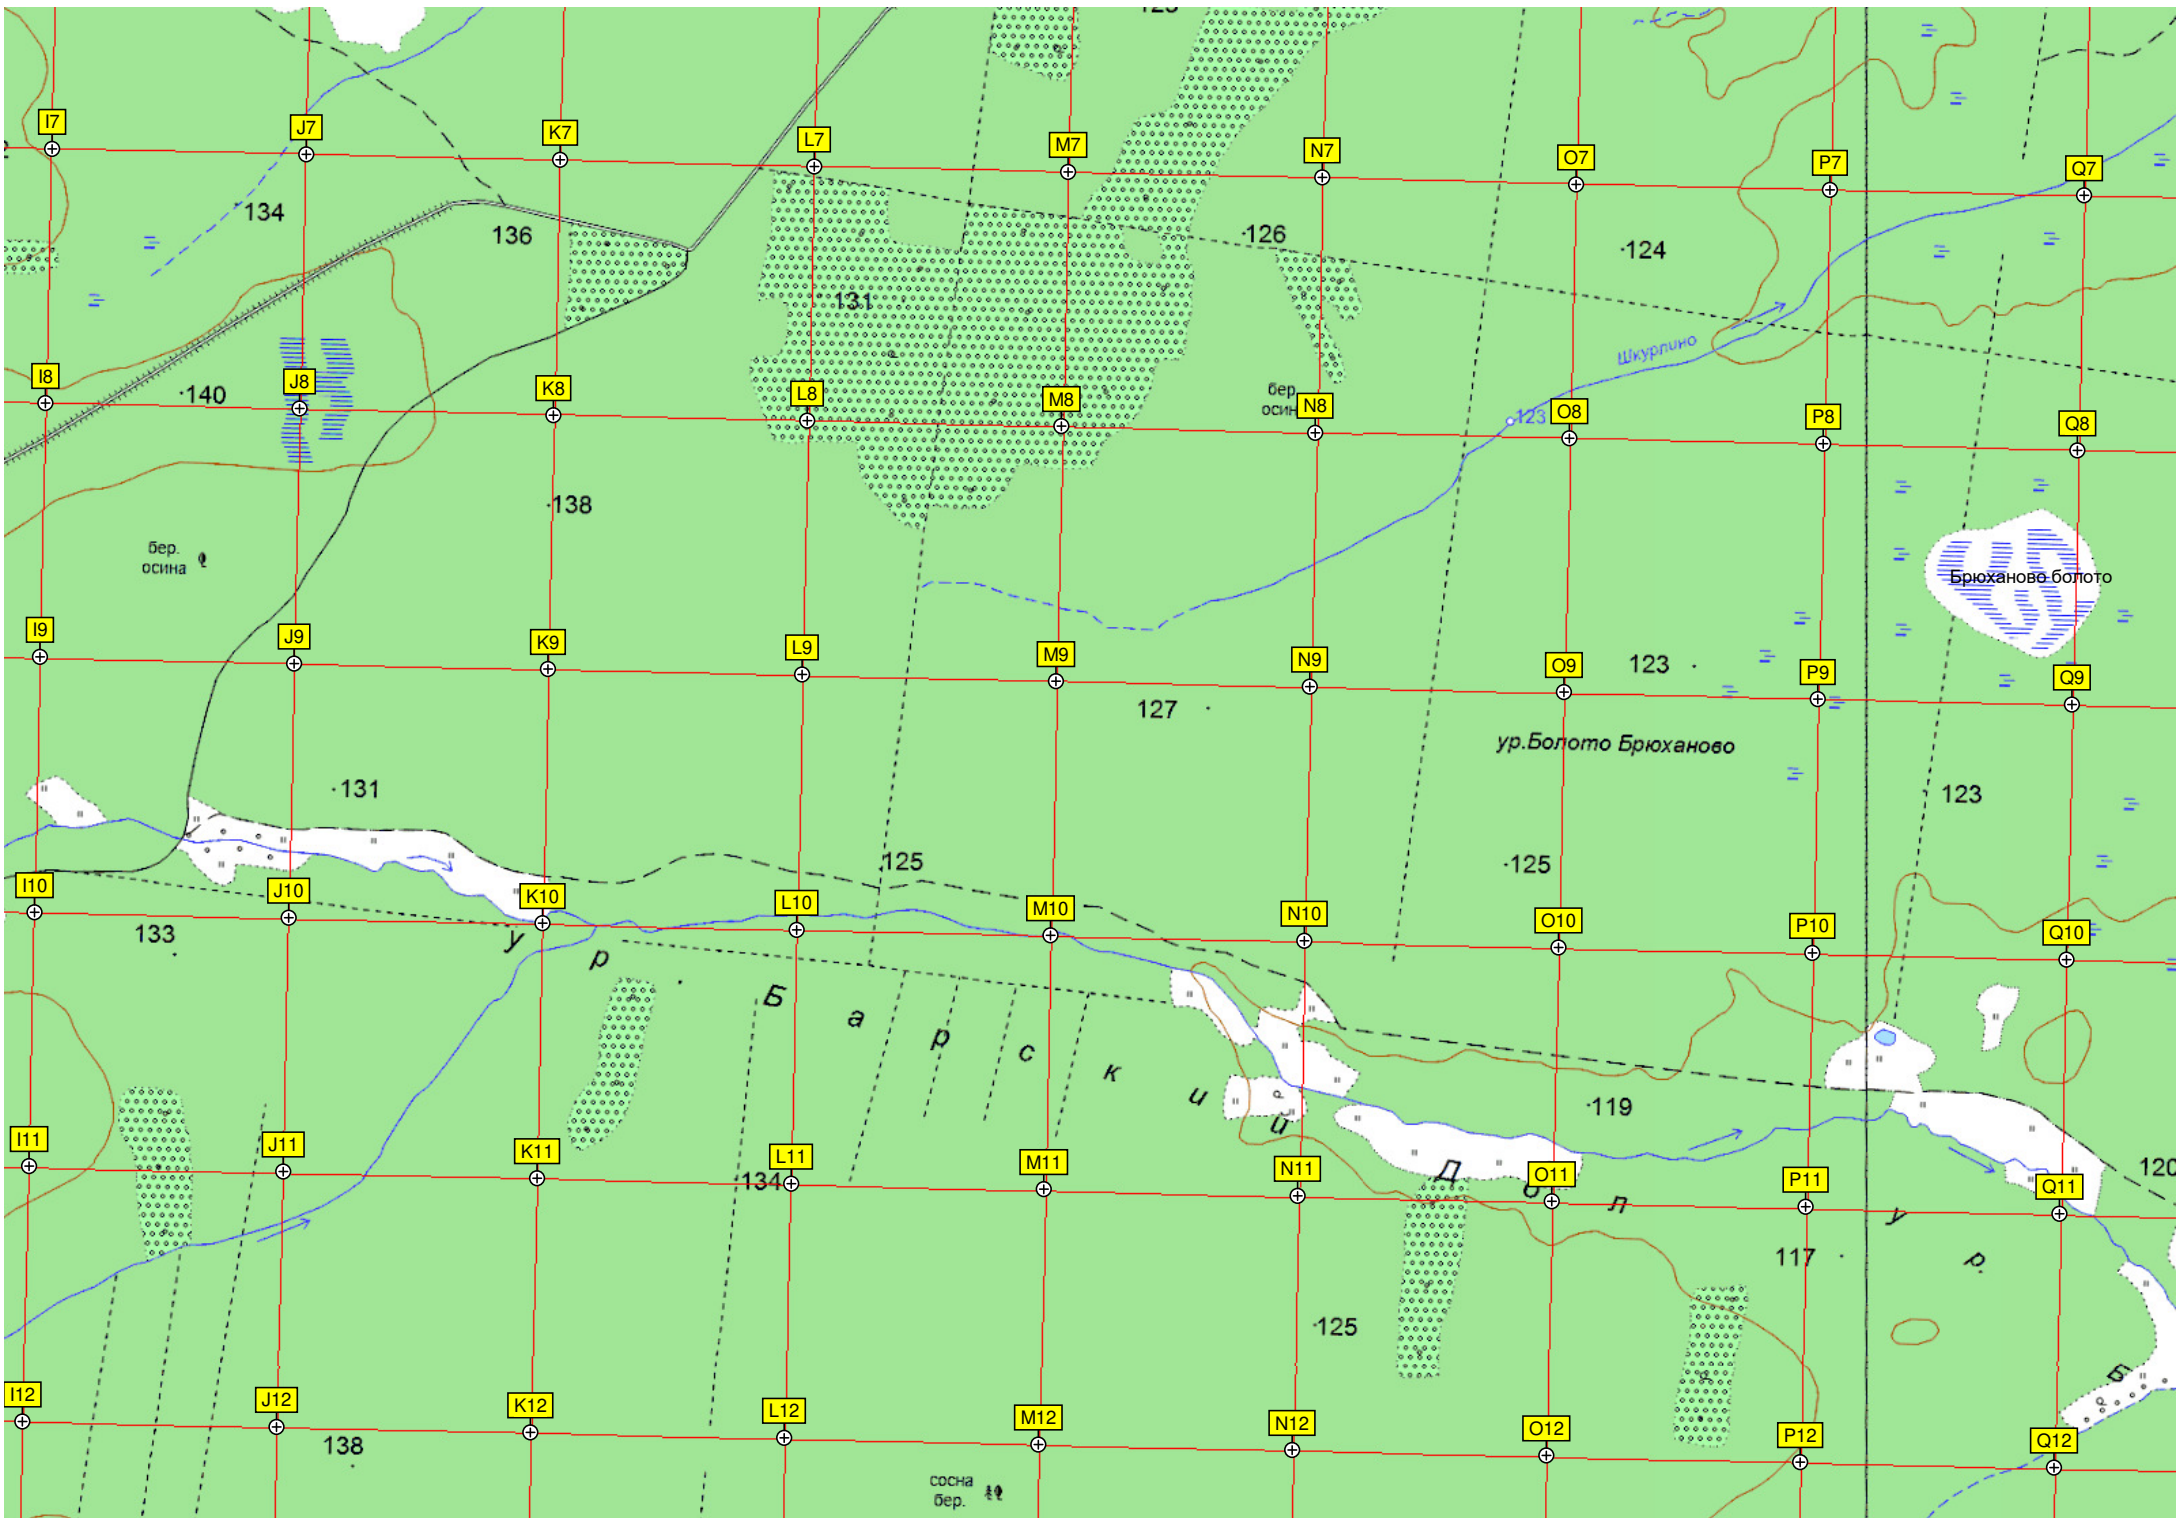 I7 J7 K7 L7 M7 N7 O7 P7 Q7
134 136 126 124
131
Шкурлино
I8 J8 K8 L8 M8 N8 O8 P8 Q8
140 бер. осин 123
138
бер.
осина
Брюханово болото
I9 J9 K9 L9 M9 N9 O9 P9 Q9
123
127
ур.Болото Брюханово
131 123
125 125
I10 J10 K10 L10 M10 N10 O10 P10 Q10
133
ур Барский Дол
119
I11 J11 K11 L11 M11 N11 O11 P11 Q11
134 120
ур. Б
117
125
I12 J12 K12 L12 M12 N12 O12 P12 Q12
138
сосна
бер.